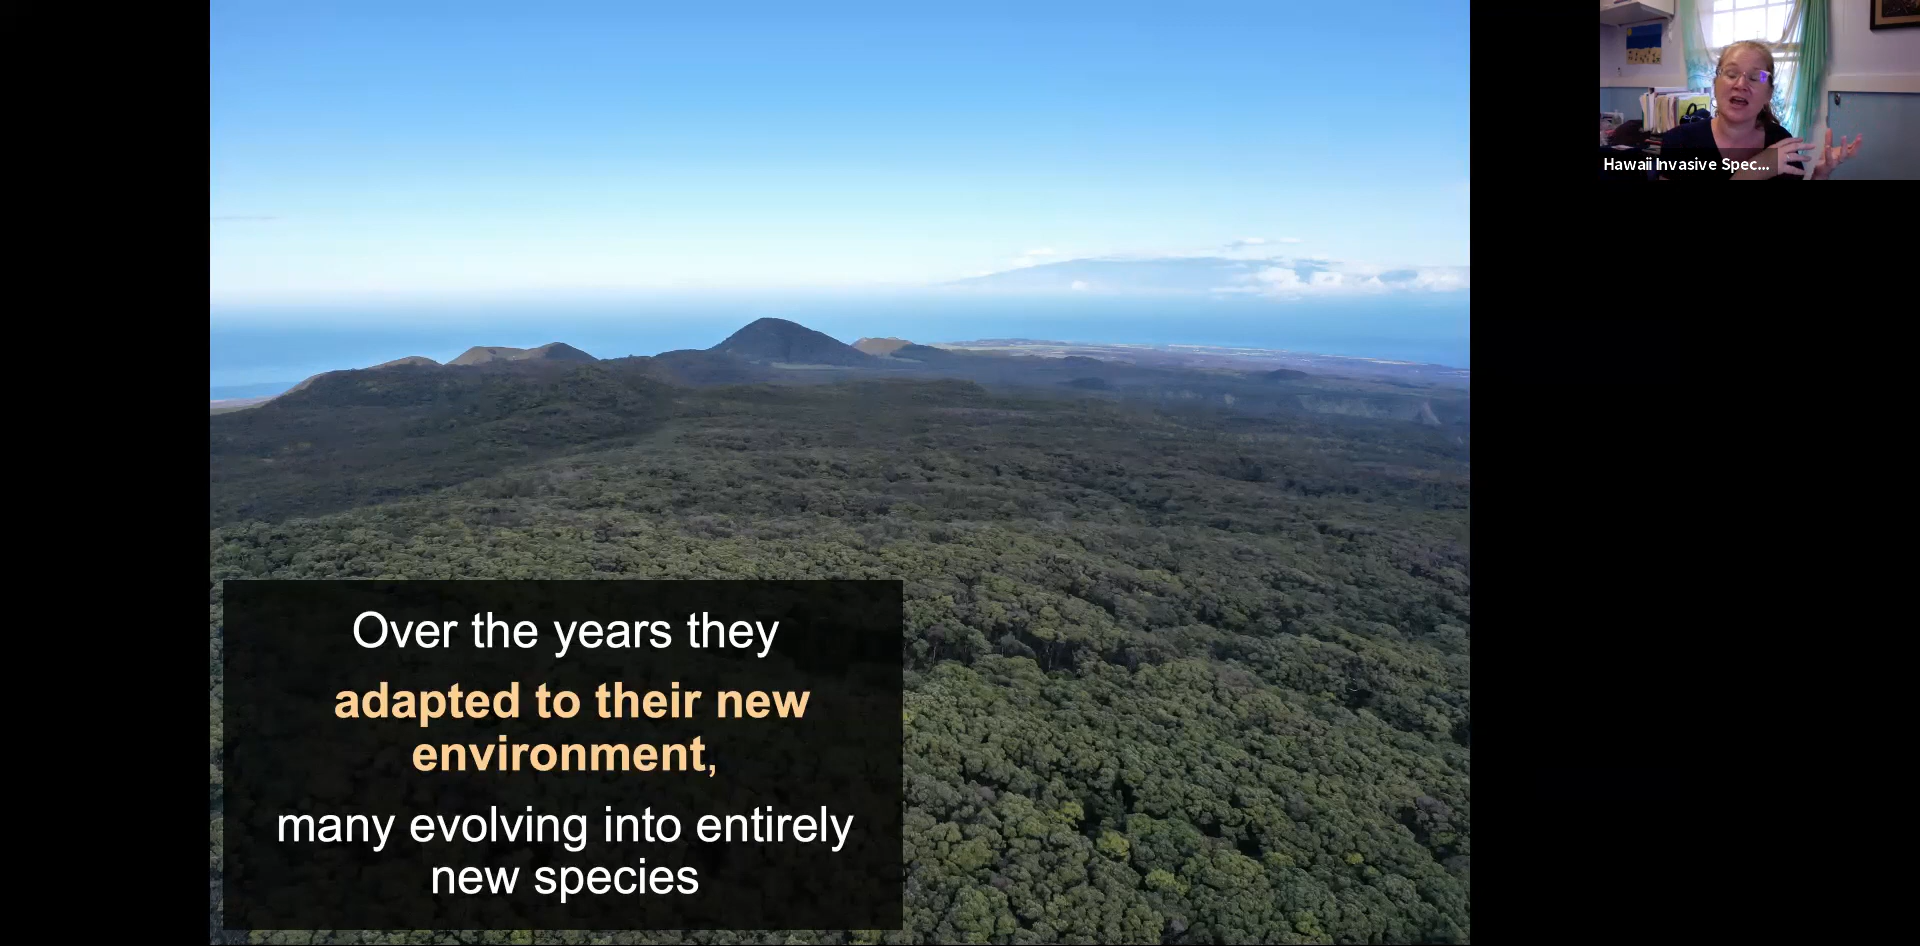 Over the years they
adapted to their new
environment,
many evolving into entirely
new species
Hawaii Invasive Spec...